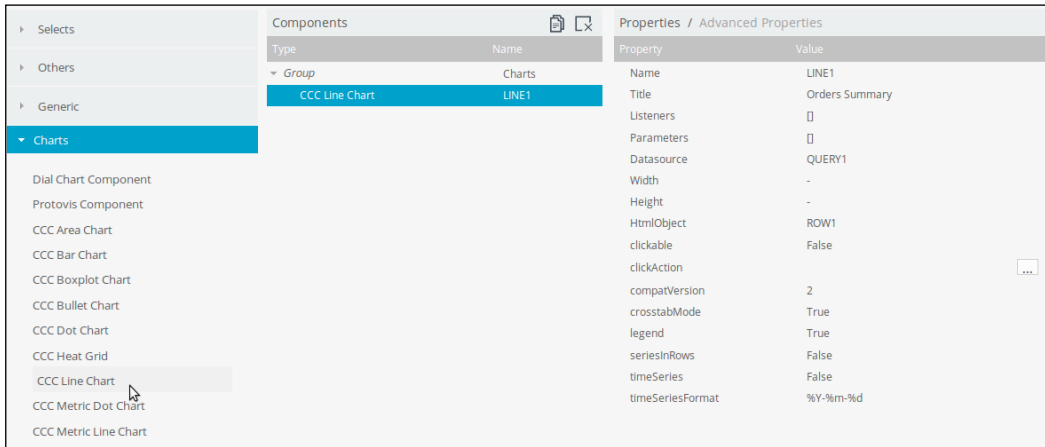 Selects
Others
Generic
Charts
Dial Chart Component
Protovis Component
CCC Area Chart
CCC Bar Chart
CCC Boxplot Chart
CCC Bullet Chart
CCC Dot Chart
CCC Heat Grid
CCC Line Chart
CCC Metric Dot Chart
CCC Metric Line Chart
Components
Type Name
Group Charts
CCC Line Chart LINE1
Properties / Advanced Properties
Property Value
Name LINE1
Title Orders Summary
Listeners []
Parameters []
Datasource QUERY1
Width -
Height -
HtmlObject ROW1
clickable False
clickAction ...
compatVersion 2
crosstabMode True
legend True
seriesInRows False
timeSeries False
timeSeriesFormat %Y-%m-%d